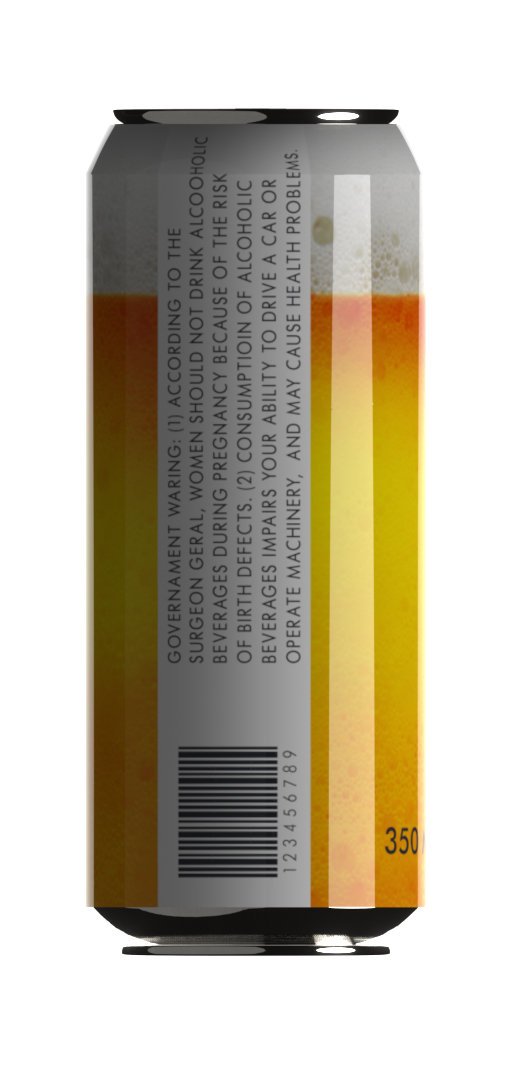 GOVERNAMENT WARING: (1) ACCORDING TO THE
SURGEON GERAL, WOMEN SHOULD NOT DRINK ALCOOHOLIC
BEVERAGES DURING PREGNANCY BECAUSE OF THE RISK
OF BIRTH DEFECTS. (2) CONSUMPTIOIN OF ALCOHOLIC
BEVERAGES IMPAIRS YOUR ABILITY TO DRIVE A CAR OR
OPERATE MACHINERY, AND MAY CAUSE HEALTH PROBLEMS.
123456789
350